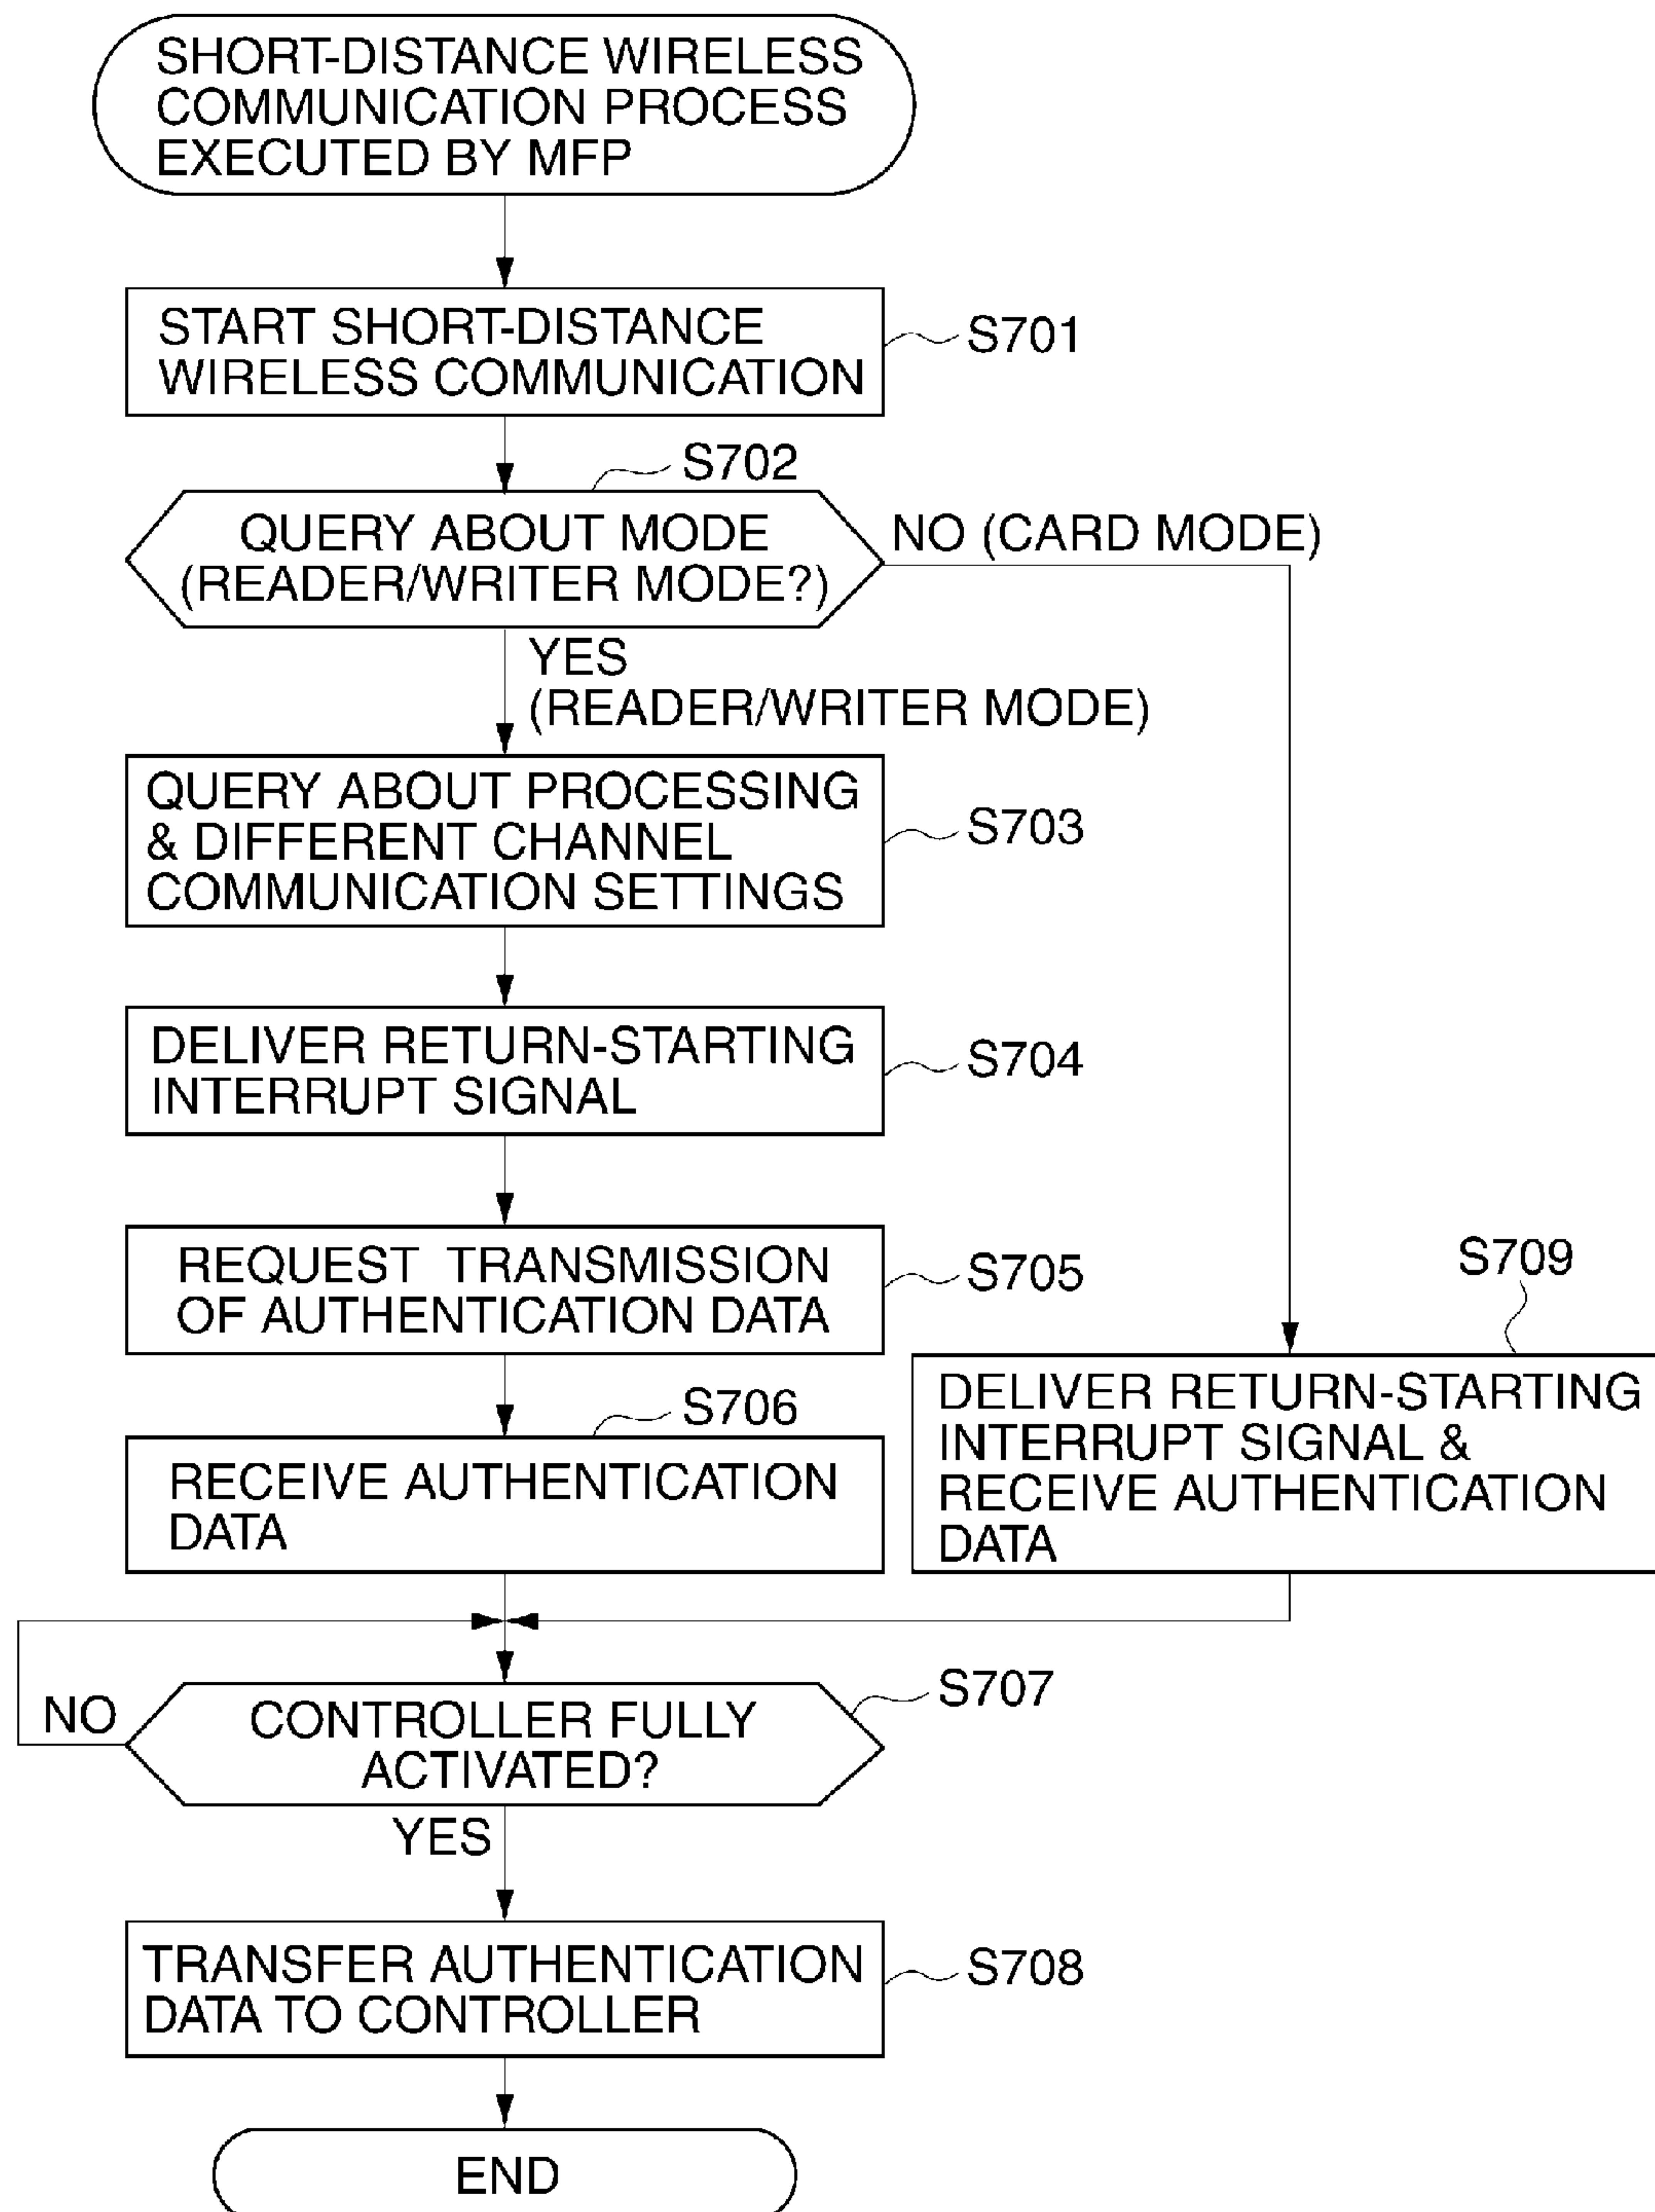 SHORT-DISTANCE WIRELESS
COMMUNICATION PROCESS
EXECUTED BY MFP
START SHORT-DISTANCE
WIRELESS COMMUNICATION
S701
S702
QUERY ABOUT MODE
(READER/WRITER MODE?)
NO (CARD MODE)
YES
(READER/WRITER MODE)
QUERY ABOUT PROCESSING
& DIFFERENT CHANNEL
COMMUNICATION SETTINGS
S703
DELIVER RETURN-STARTING
INTERRUPT SIGNAL
S704
REQUEST TRANSMISSION
OF AUTHENTICATION DATA
S705
S706
RECEIVE AUTHENTICATION
DATA
S709
DELIVER RETURN-STARTING
INTERRUPT SIGNAL &
RECEIVE AUTHENTICATION
DATA
S707
CONTROLLER FULLY
ACTIVATED?
NO
YES
TRANSFER AUTHENTICATION
DATA TO CONTROLLER
S708
END